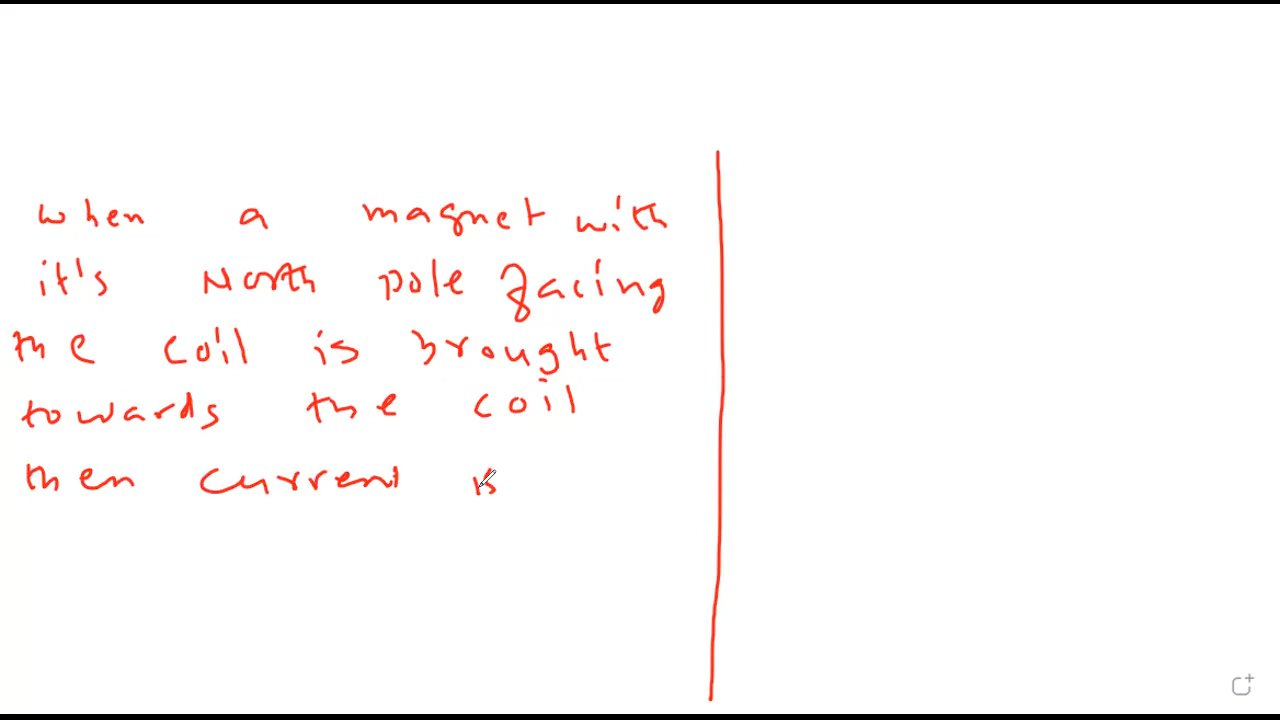 when a magnet with
it's North pole facing
the coil is brought
towards the coil
then current is